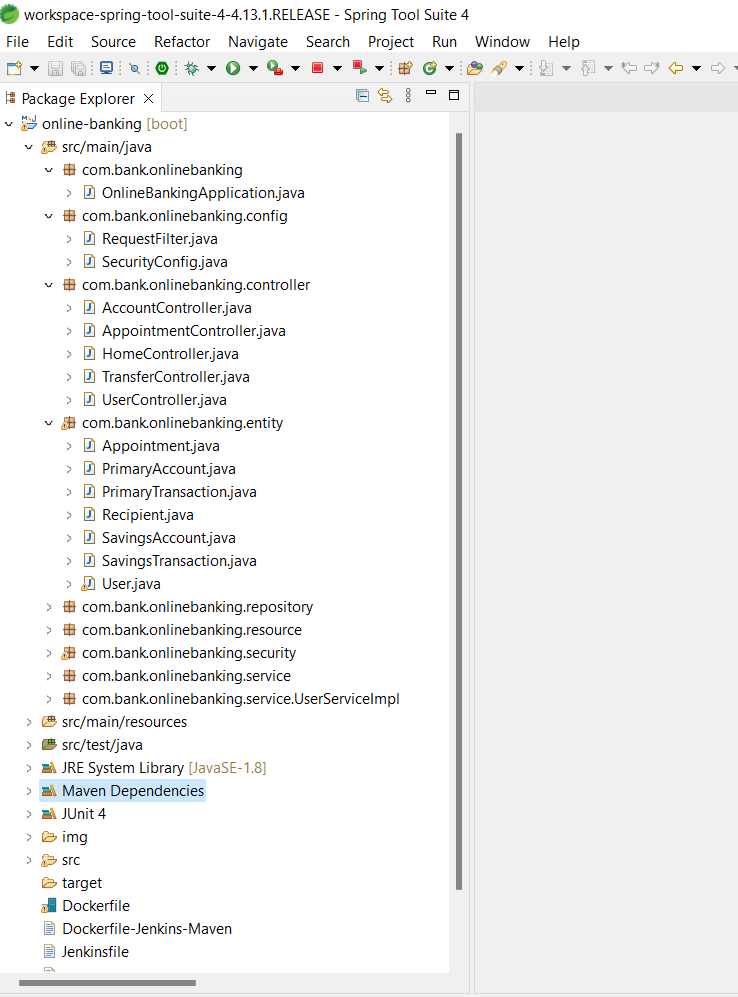 workspace-spring-tool-suite-4-4.13.1.RELEASE - Spring Tool Suite 4
File Edit Source Refactor Navigate Search Project Run Window Help
Package Explorer
online-banking [boot]
src/main/java
com.bank.onlinebanking
OnlineBankingApplication.java
com.bank.onlinebanking.config
RequestFilter.java
SecurityConfig.java
com.bank.onlinebanking.controller
AccountController.java
AppointmentController.java
HomeController.java
TransferController.java
UserController.java
com.bank.onlinebanking.entity
Appointment.java
PrimaryAccount.java
PrimaryTransaction.java
Recipient.java
SavingsAccount.java
SavingsTransaction.java
User.java
com.bank.onlinebanking.repository
com.bank.onlinebanking.resource
com.bank.onlinebanking.security
com.bank.onlinebanking.service
com.bank.onlinebanking.service.UserServiceImpl
src/main/resources
src/test/java
JRE System Library [JavaSE-1.8]
Maven Dependencies
JUnit 4
img
src
target
Dockerfile
Dockerfile-Jenkins-Maven
Jenkinsfile